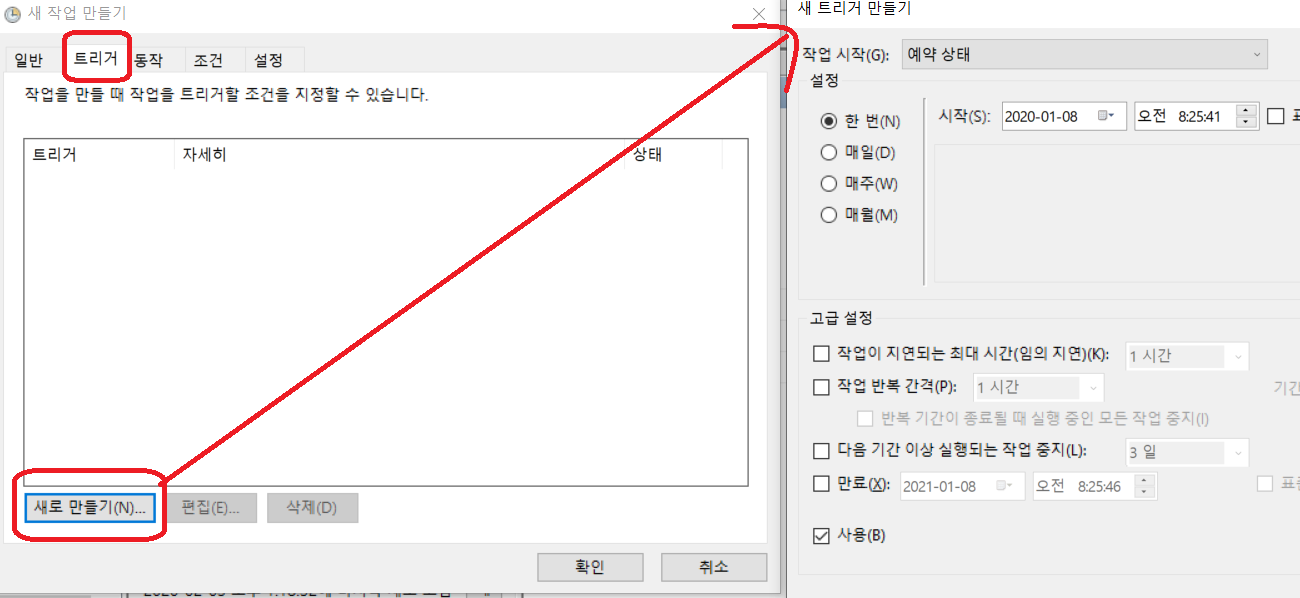 새 작업 만들기
일반 트리거 동작 조건 설정
작업을 만들 때 작업을 트리거할 조건을 지정할 수 있습니다.
트리거 자세히 상태
새로 만들기(N)... 편집(E)... 삭제(D)
확인 취소
새 트리거 만들기
작업 시작(G): 예약 상태
설정
한 번(N)
매일(D)
매주(W)
매월(M)
시작(S): 2020-01-08 오전 8:25:41
고급 설정
작업이 지연되는 최대 시간(임의 지연)(K): 1 시간
작업 반복 간격(P): 1 시간 기간
반복 기간이 종료될 때 실행 중인 모든 작업 중지(I)
다음 기간 이상 실행되는 작업 중지(L): 3 일
만료(X): 2021-01-08 오전 8:25:46
사용(B)